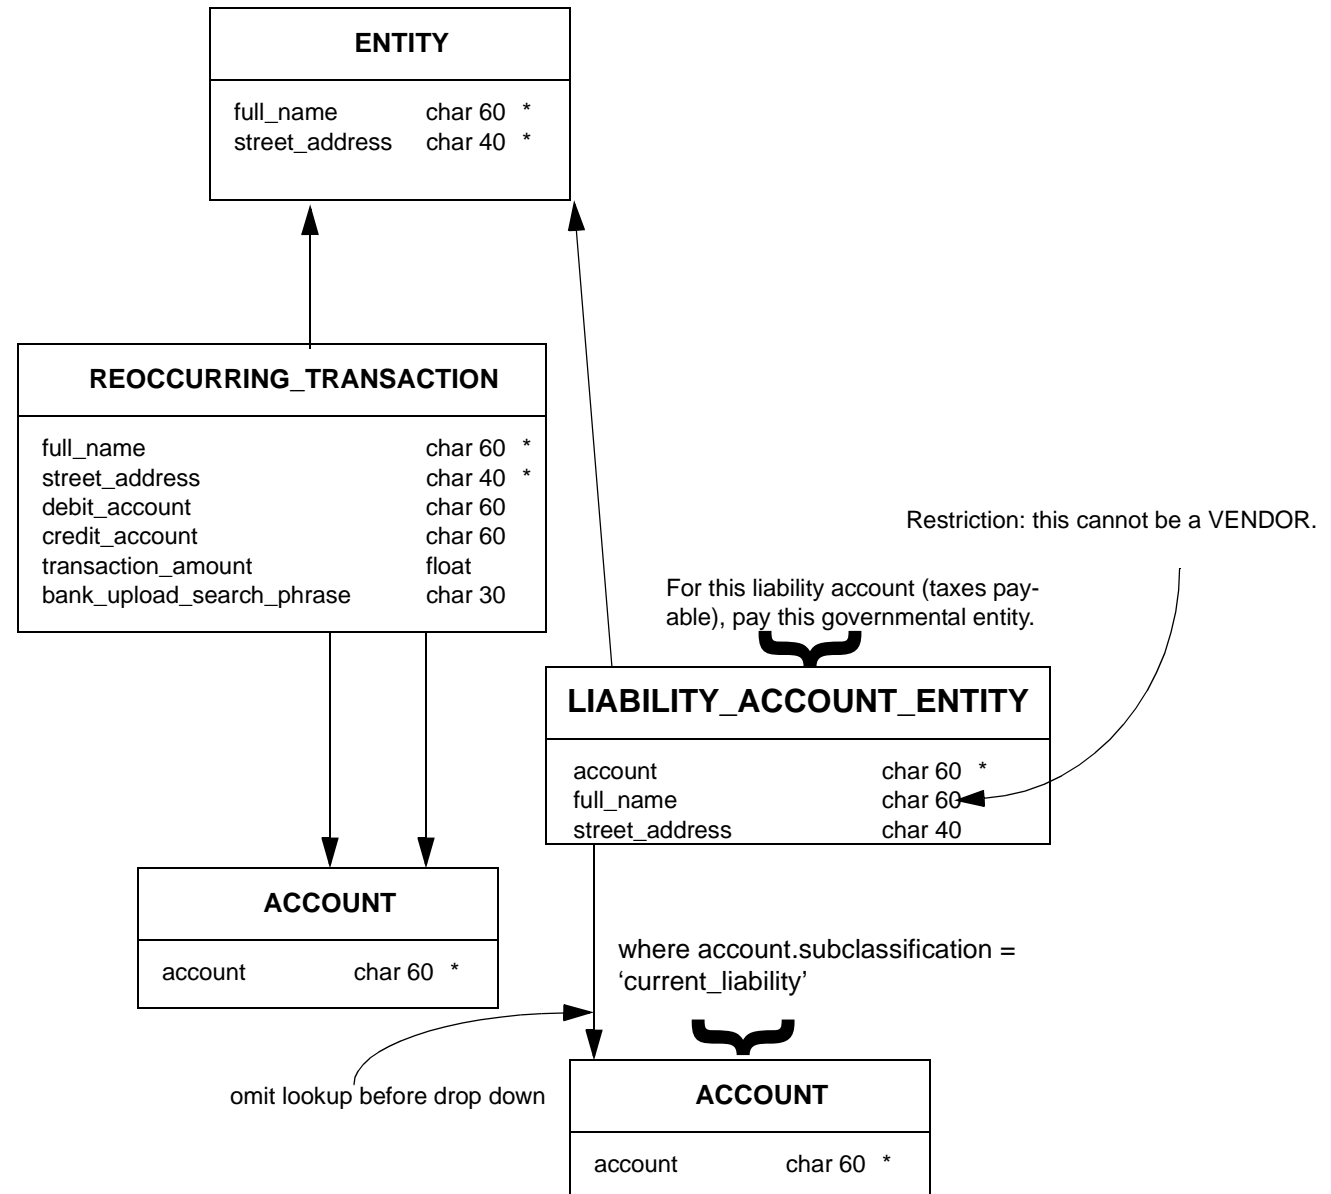 ENTITY
full_name char 60 *
street_address char 40 *
REOCCURRING_TRANSACTION
full_name char 60 *
street_address char 40 *
debit_account char 60
credit_account char 60
transaction_amount float
bank_upload_search_phrase char 30
Restriction: this cannot be a VENDOR.
For this liability account (taxes pay-
able), pay this governmental entity.
LIABILITY_ACCOUNT_ENTITY
account char 60 *
full_name char 60
street_address char 40
ACCOUNT
account char 60 *
where account.subclassification =
‘current_liability’
omit lookup before drop down
ACCOUNT
account char 60 *